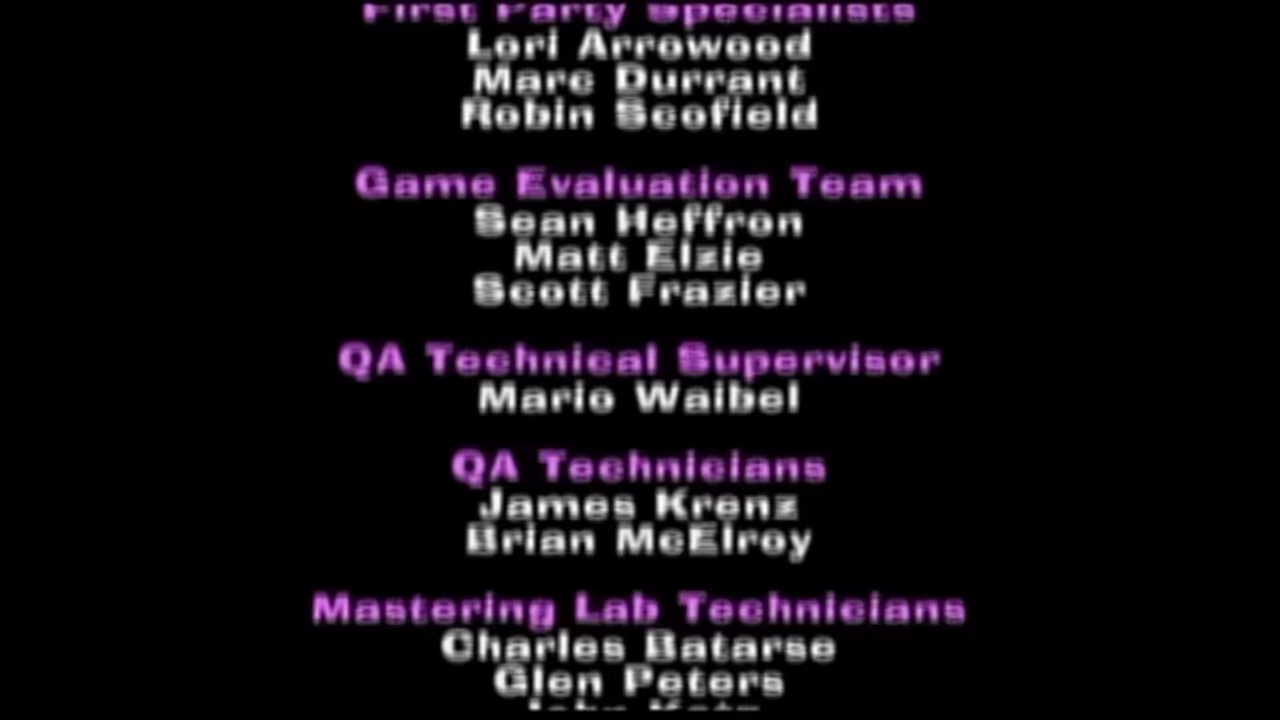 First Party Specialists
Lori Arrowood
Marc Durrant
Robin Scofield
Game Evaluation Team
Sean Heffron
Matt Elzie
Scott Frazier
QA Technical Supervisor
Mario Waibel
QA Technicians
James Krenz
Brian McElroy
Mastering Lab Technicians
Charles Batarse
Glen Peters
John